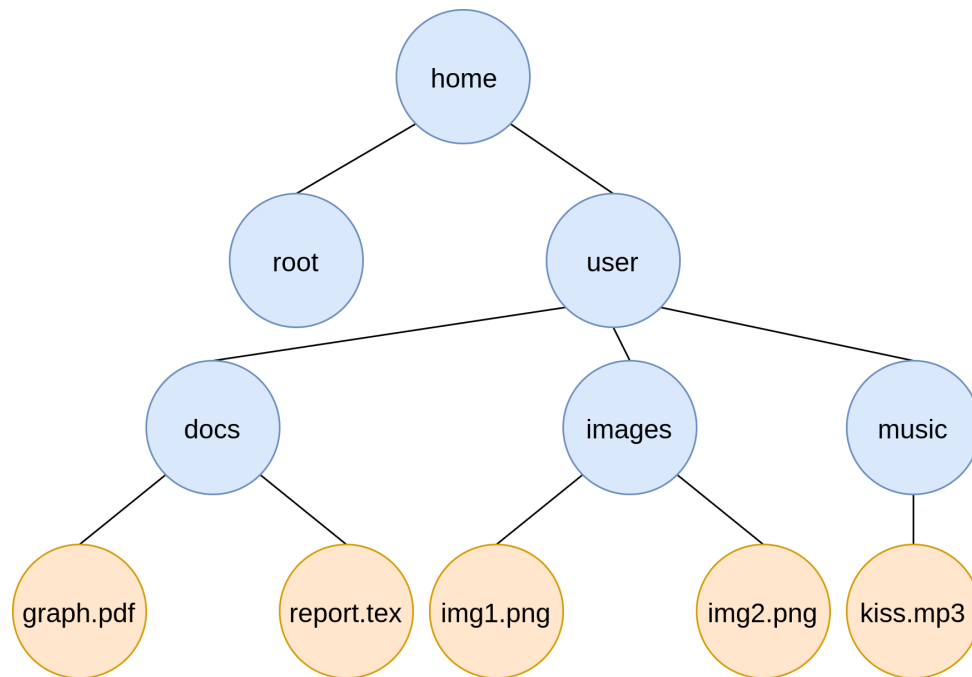 home
root
user
docs
images
music
graph.pdf
report.tex
img1.png
img2.png
kiss.mp3